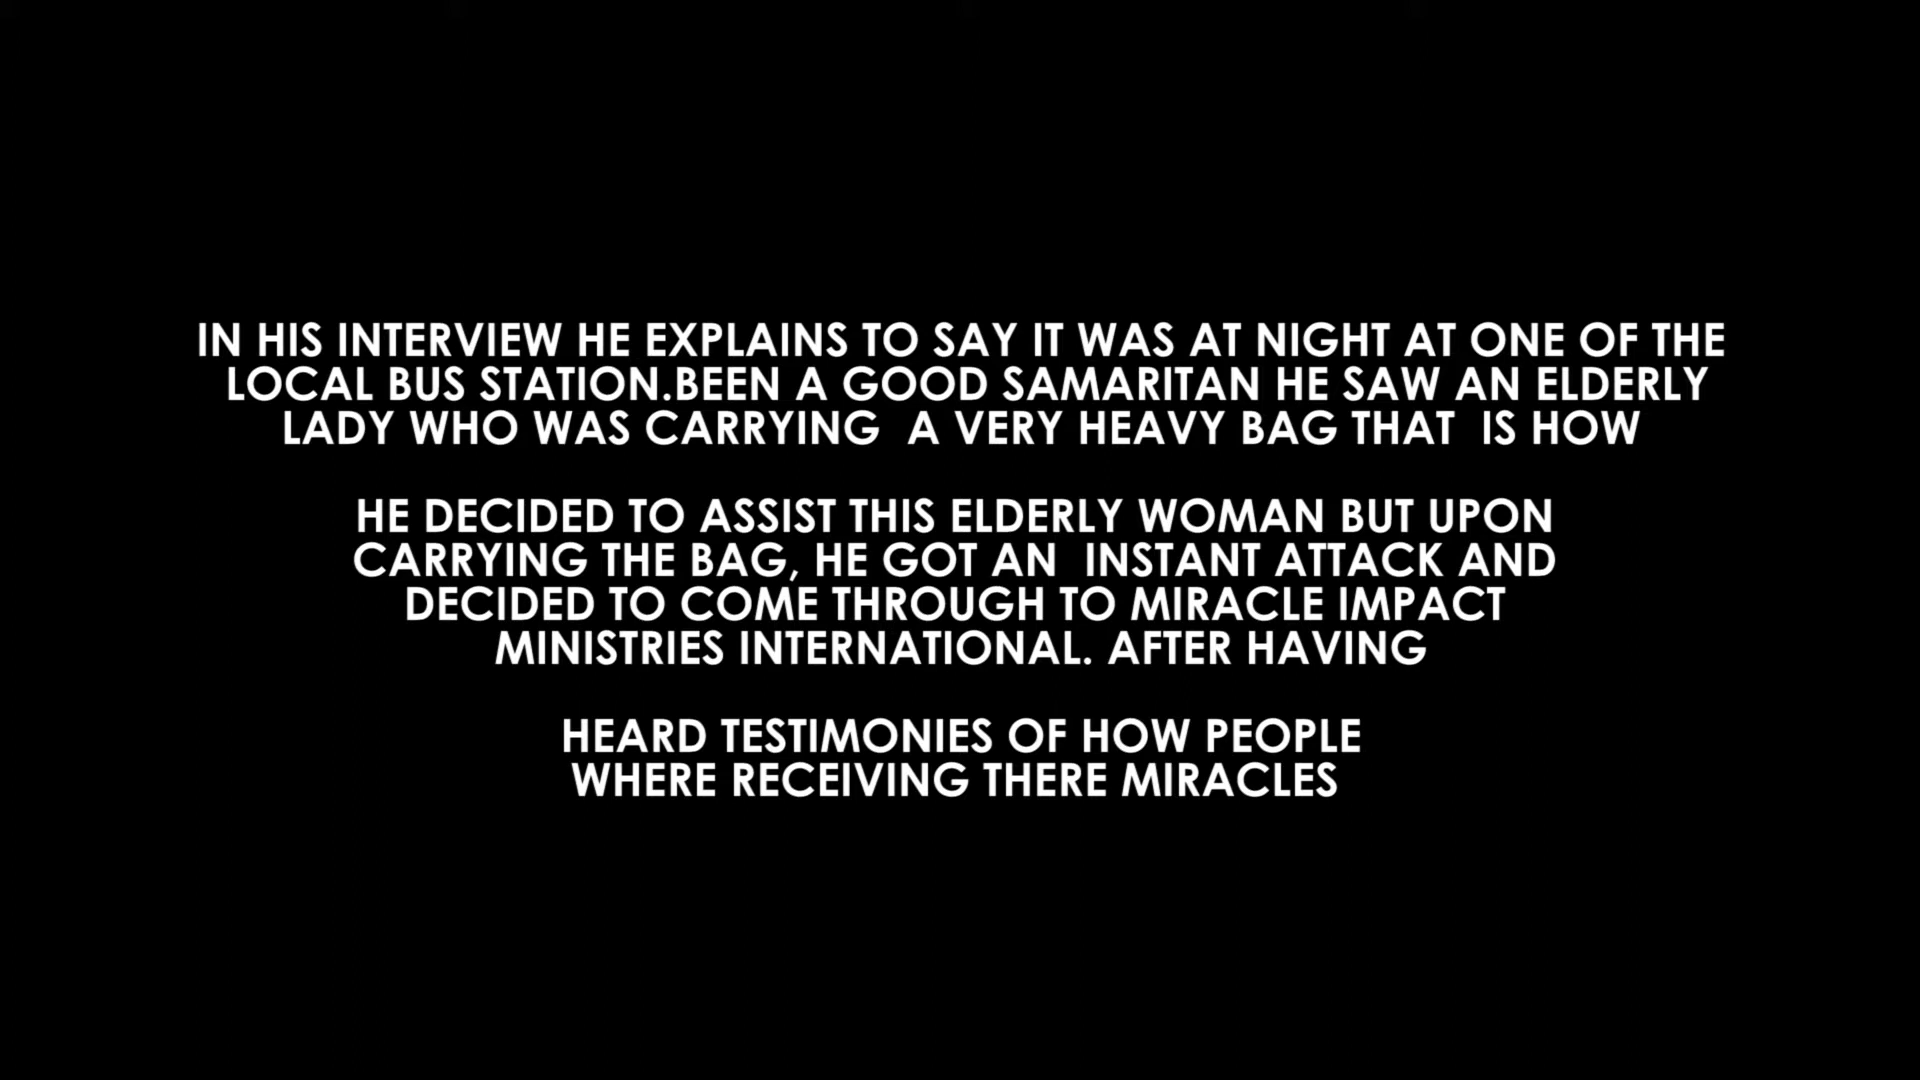 IN HIS INTERVIEW HE EXPLAINS TO SAY IT WAS AT NIGHT AT ONE OF THE
LOCAL BUS STATION.BEEN A GOOD SAMARITAN HE SAW AN ELDERLY
LADY WHO WAS CARRYING  A VERY HEAVY BAG THAT  IS HOW
HE DECIDED TO ASSIST THIS ELDERLY WOMAN BUT UPON
CARRYING THE BAG, HE GOT AN  INSTANT ATTACK AND
DECIDED TO COME THROUGH TO MIRACLE IMPACT
MINISTRIES INTERNATIONAL. AFTER HAVING
HEARD TESTIMONIES OF HOW PEOPLE
WHERE RECEIVING THERE MIRACLES